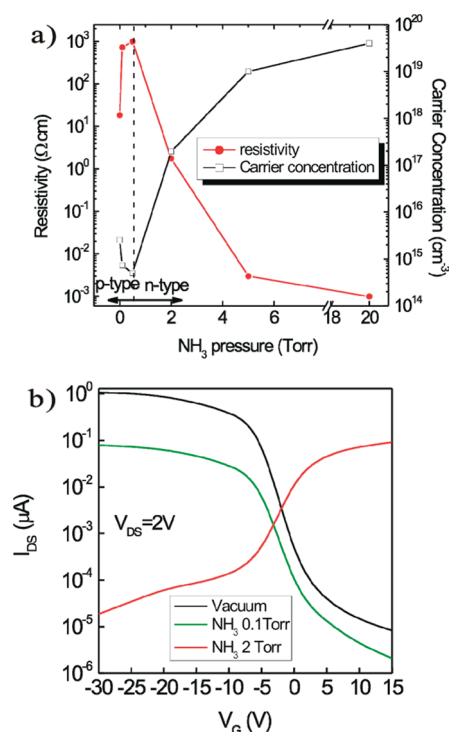 a)
10³
10²
10¹
10⁰
10⁻¹
10⁻²
10⁻³
Resistivity (Ω cm)
10²⁰
10¹⁹
10¹⁸
10¹⁷
10¹⁶
10¹⁵
10¹⁴
Carrier Concentration (cm⁻³)
resistivity
Carrier concentration
p-type n-type
0 2 4 6 18 20
NH₃ pressure (Torr)
b)
10⁰
10⁻¹
10⁻²
10⁻³
10⁻⁴
10⁻⁵
10⁻⁶
I_DS (μA)
V_DS=2V
Vacuum
NH₃ 0.1Torr
NH₃ 2 Torr
-30 -25 -20 -15 -10 -5 0 5 10 15
V_G (V)